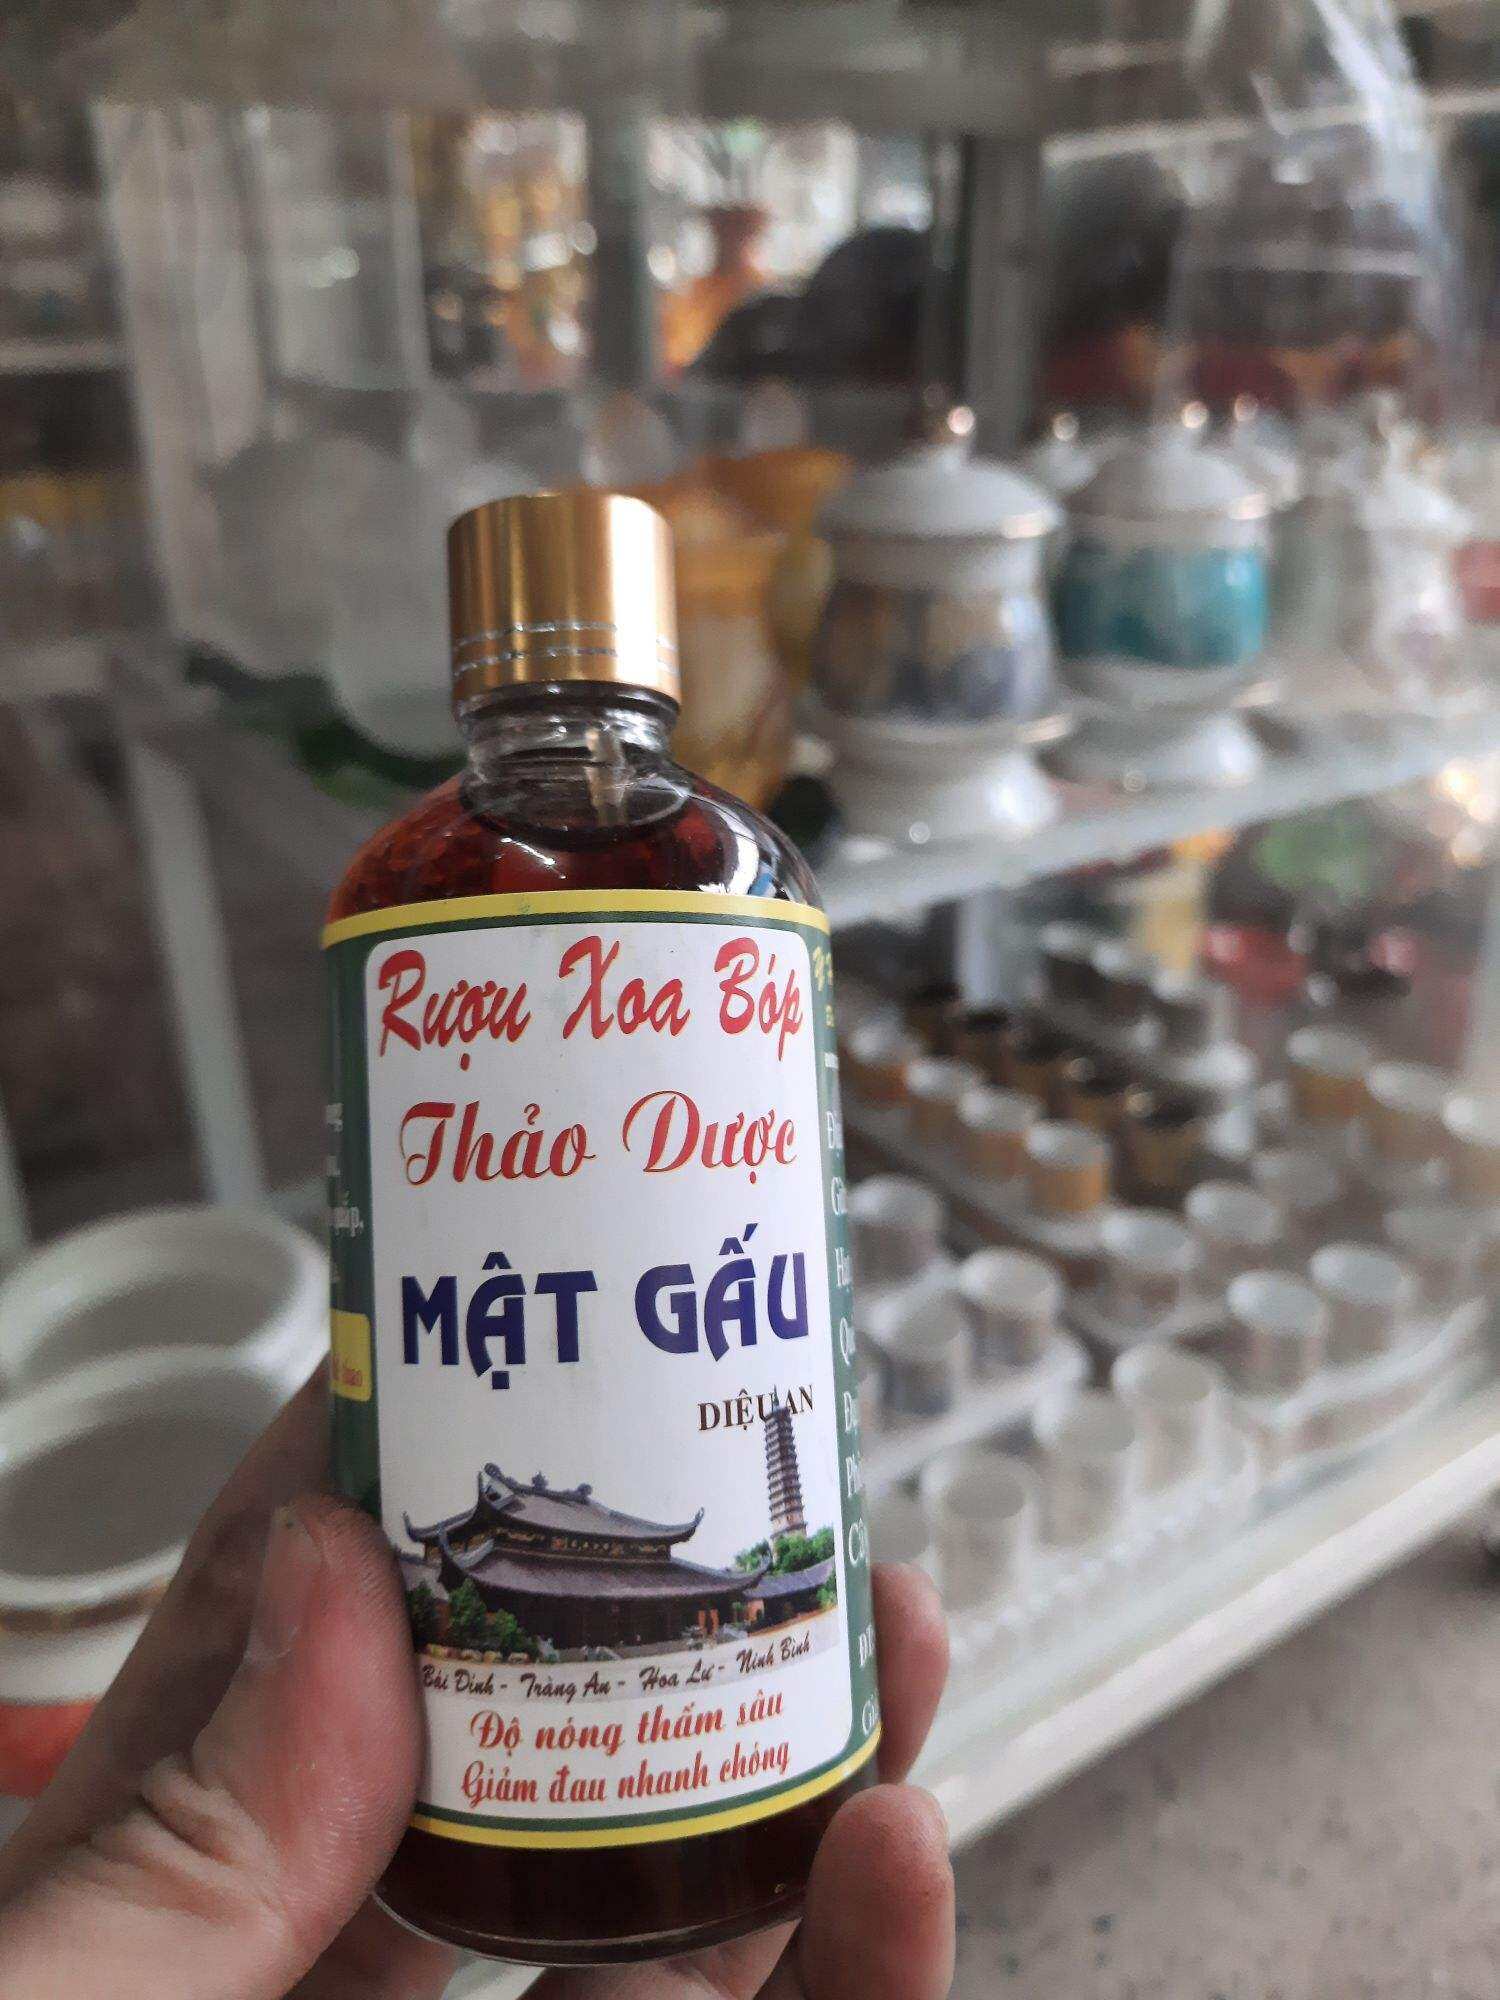 Rượu Xoa Bóp
Thảo Dược
MẬT GẤU
DIỆU AN
Bái Đính - Tràng An - Hoa Lư - Ninh Bình
Độ nóng thấm sâu
Giảm đau nhanh chóng